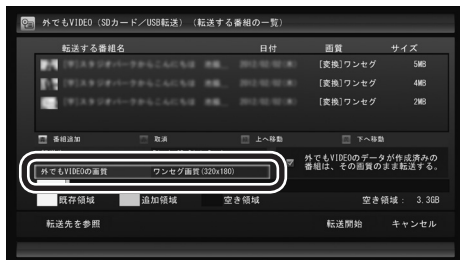 外でもVIDEO（SDカード／USB転送）（転送する番組の一覧）
転送する番組名 日付 画質 サイズ
[変換]ワンセグ 5MB
[変換]ワンセグ 4MB
[変換]ワンセグ 2MB
番組追加 取消 上へ移動 下へ移動
外でもVIDEOの画質 ワンセグ画質(320x180)
外でもVIDEOのデータが作成済みの
番組は、その画質のまま転送する。
既存領域 追加領域 空き領域 空き領域： 3.3GB
転送先を参照 転送開始 キャンセル